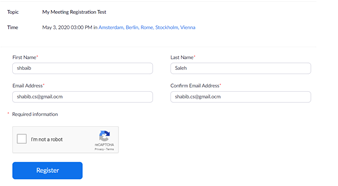 Topic My Meeting Registration Test
Time May 3, 2020 03:00 PM in Amsterdam, Berlin, Rome, Stockholm, Vienna
First Name* Last Name*
shbaib Saleh
Email Address* Confirm Email Address*
shabib.cs@gmail.ocm shabib.cs@gmail.ocm
* Required information
I'm not a robot
reCAPTCHA
Privacy - Terms
Register